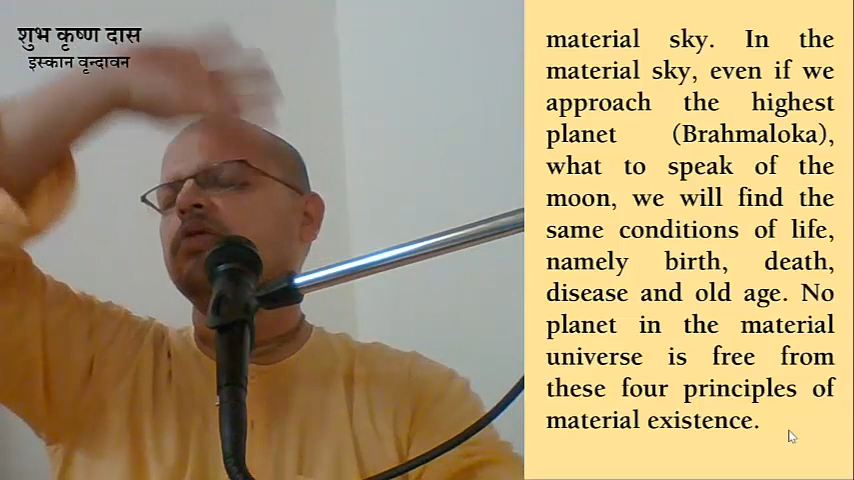 शुभ कृष्ण दास
इस्कान वृन्दावन
material sky. In the
material sky, even if we
approach the highest
planet (Brahmaloka),
what to speak of the
moon, we will find the
same conditions of life,
namely birth, death,
disease and old age. No
planet in the material
universe is free from
these four principles of
material existence.